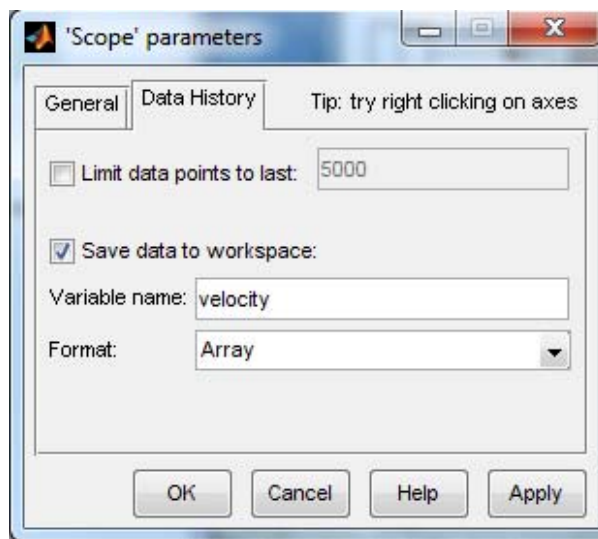 'Scope' parameters
General Data History Tip: try right clicking on axes
Limit data points to last: 5000
Save data to workspace:
Variable name: velocity
Format: Array
OK Cancel Help Apply